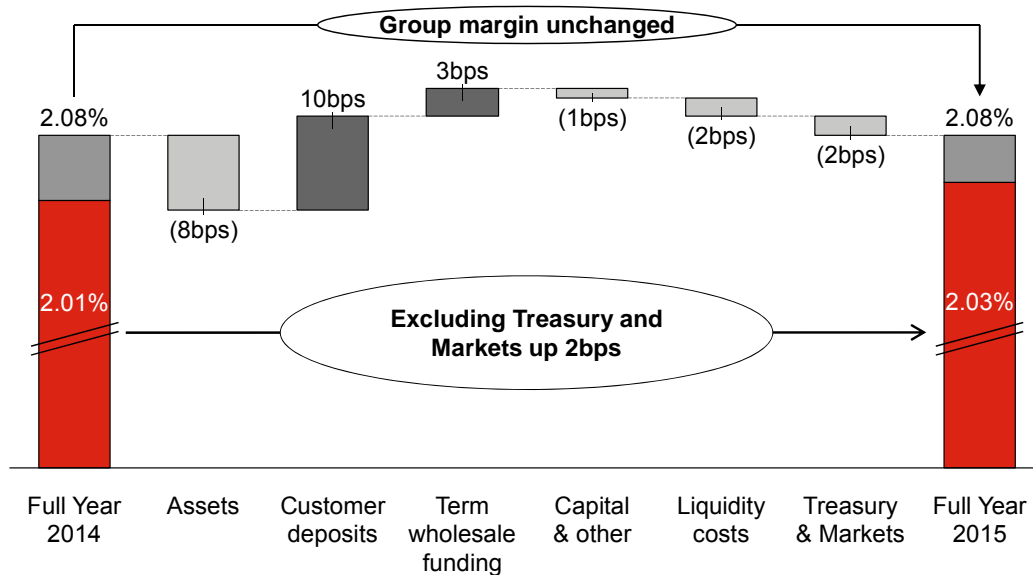 Group margin unchanged
2.08%
(8bps)
10bps
3bps
(1bps)
(2bps)
(2bps)
2.08%
2.01%
Excluding Treasury and
Markets up 2bps
2.03%
Full Year
2014
Assets
Customer
deposits
Term
wholesale
funding
Capital
& other
Liquidity
costs
Treasury
& Markets
Full Year
2015